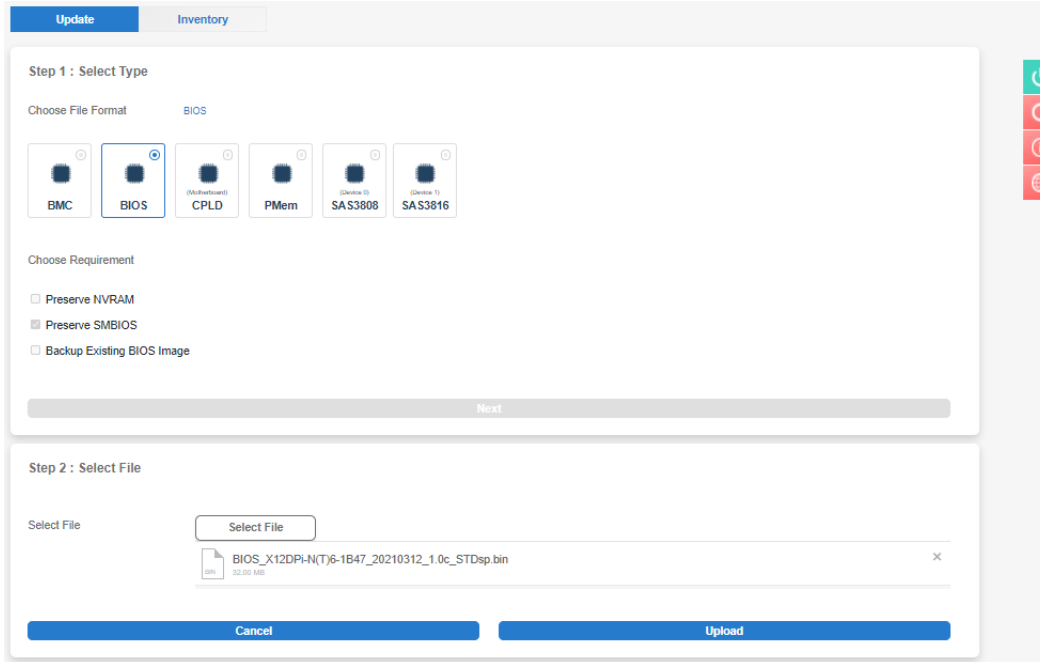 Update Inventory
Step 1 : Select Type
Choose File Format BIOS
(Motherboard) (Device 0) (Device 1)
BMC BIOS CPLD PMem SAS3808 SAS3816
Choose Requirement
Preserve NVRAM
Preserve SMBIOS
Backup Existing BIOS Image
Next
Step 2 : Select File
Select File Select File
BIOS_X12DPi-N(T)6-1B47_20210312_1.0c_STDsp.bin
BIN 32.00 MB
Cancel Upload